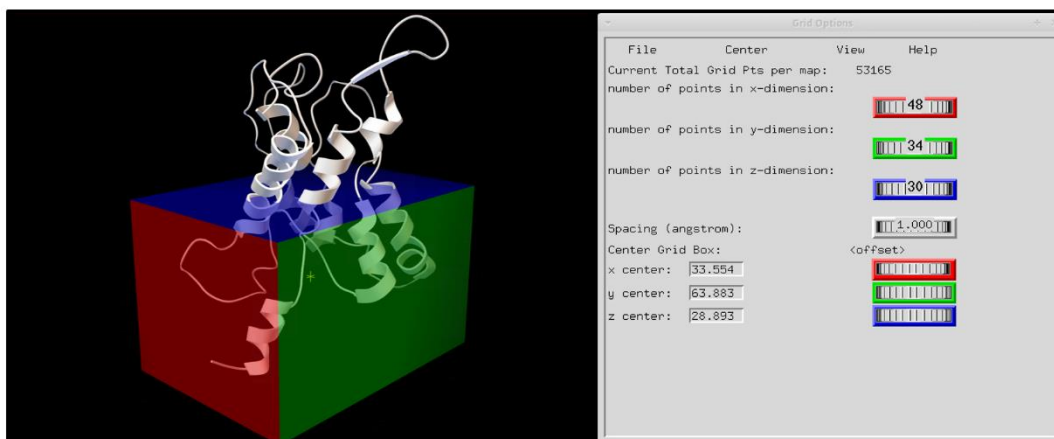 Grid Options
File Center View Help
Current Total Grid Pts per map: 53165
number of points in x-dimension:
48
number of points in y-dimension:
34
number of points in z-dimension:
30
Spacing (angstrom): 1.000
Center Grid Box: <offset>
x center: 33.554
y center: 63.883
z center: 28.893